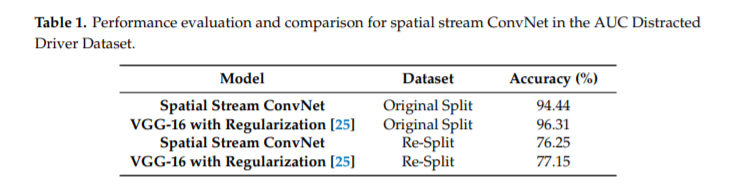 Table 1. Performance evaluation and comparison for spatial stream ConvNet in the AUC Distracted
Driver Dataset.
Model Dataset Accuracy (%)
Spatial Stream ConvNet Original Split 94.44
VGG-16 with Regularization [25] Original Split 96.31
Spatial Stream ConvNet Re-Split 76.25
VGG-16 with Regularization [25] Re-Split 77.15